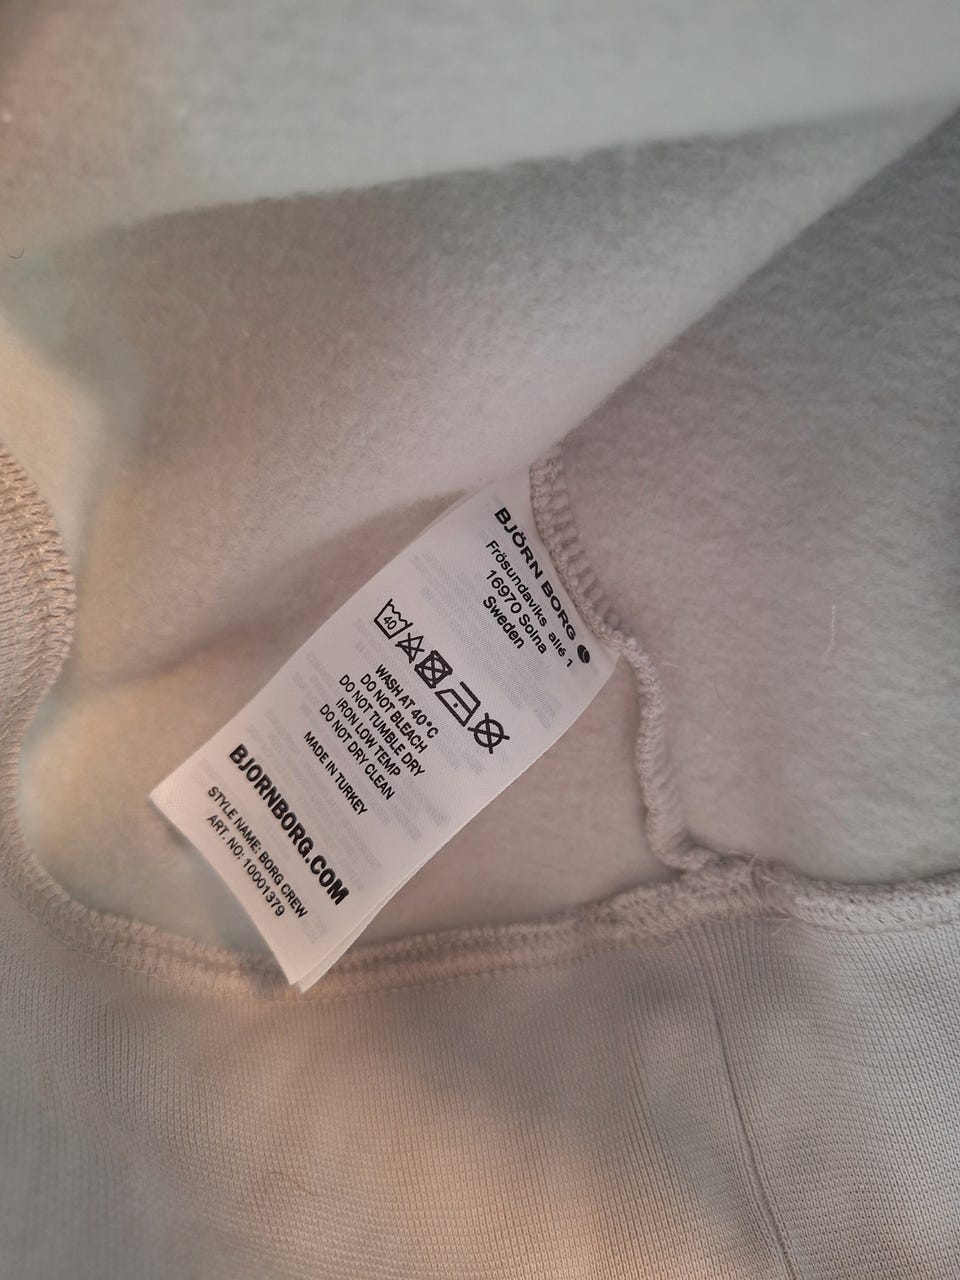 BJÖRN BORG
Frösundaviks allé 1
16970 Solna
Sweden
40
WASH AT 40°C
DO NOT BLEACH
DO NOT TUMBLE DRY
IRON LOW TEMP
DO NOT DRY CLEAN
MADE IN TURKEY
BJORNBORG.COM
STYLE NAME: BORG CREW
ART. NO: 10001379